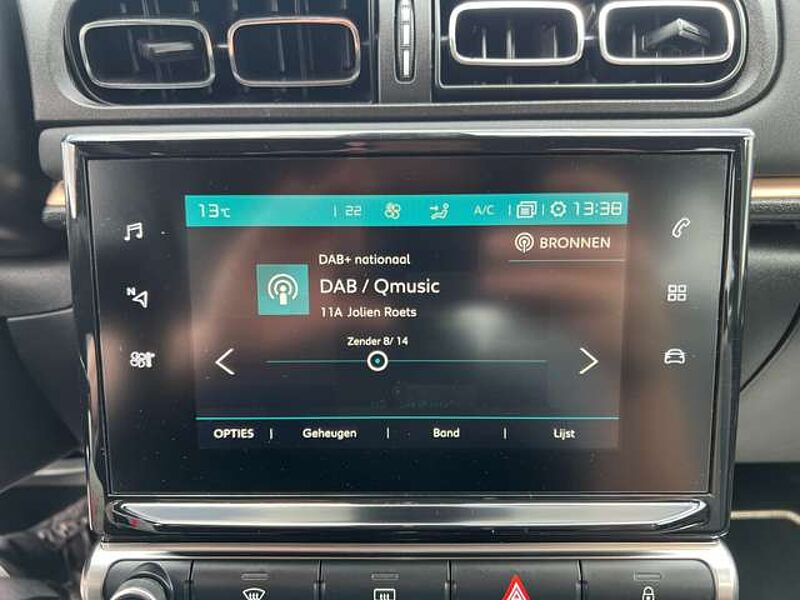 13°C | 22 A/C | | 13:38
BRONNEN
DAB+ nationaal
DAB / Qmusic
11A Jolien Roets
Zender 8/ 14
N
OPTIES | Geheugen | Band | Lijst